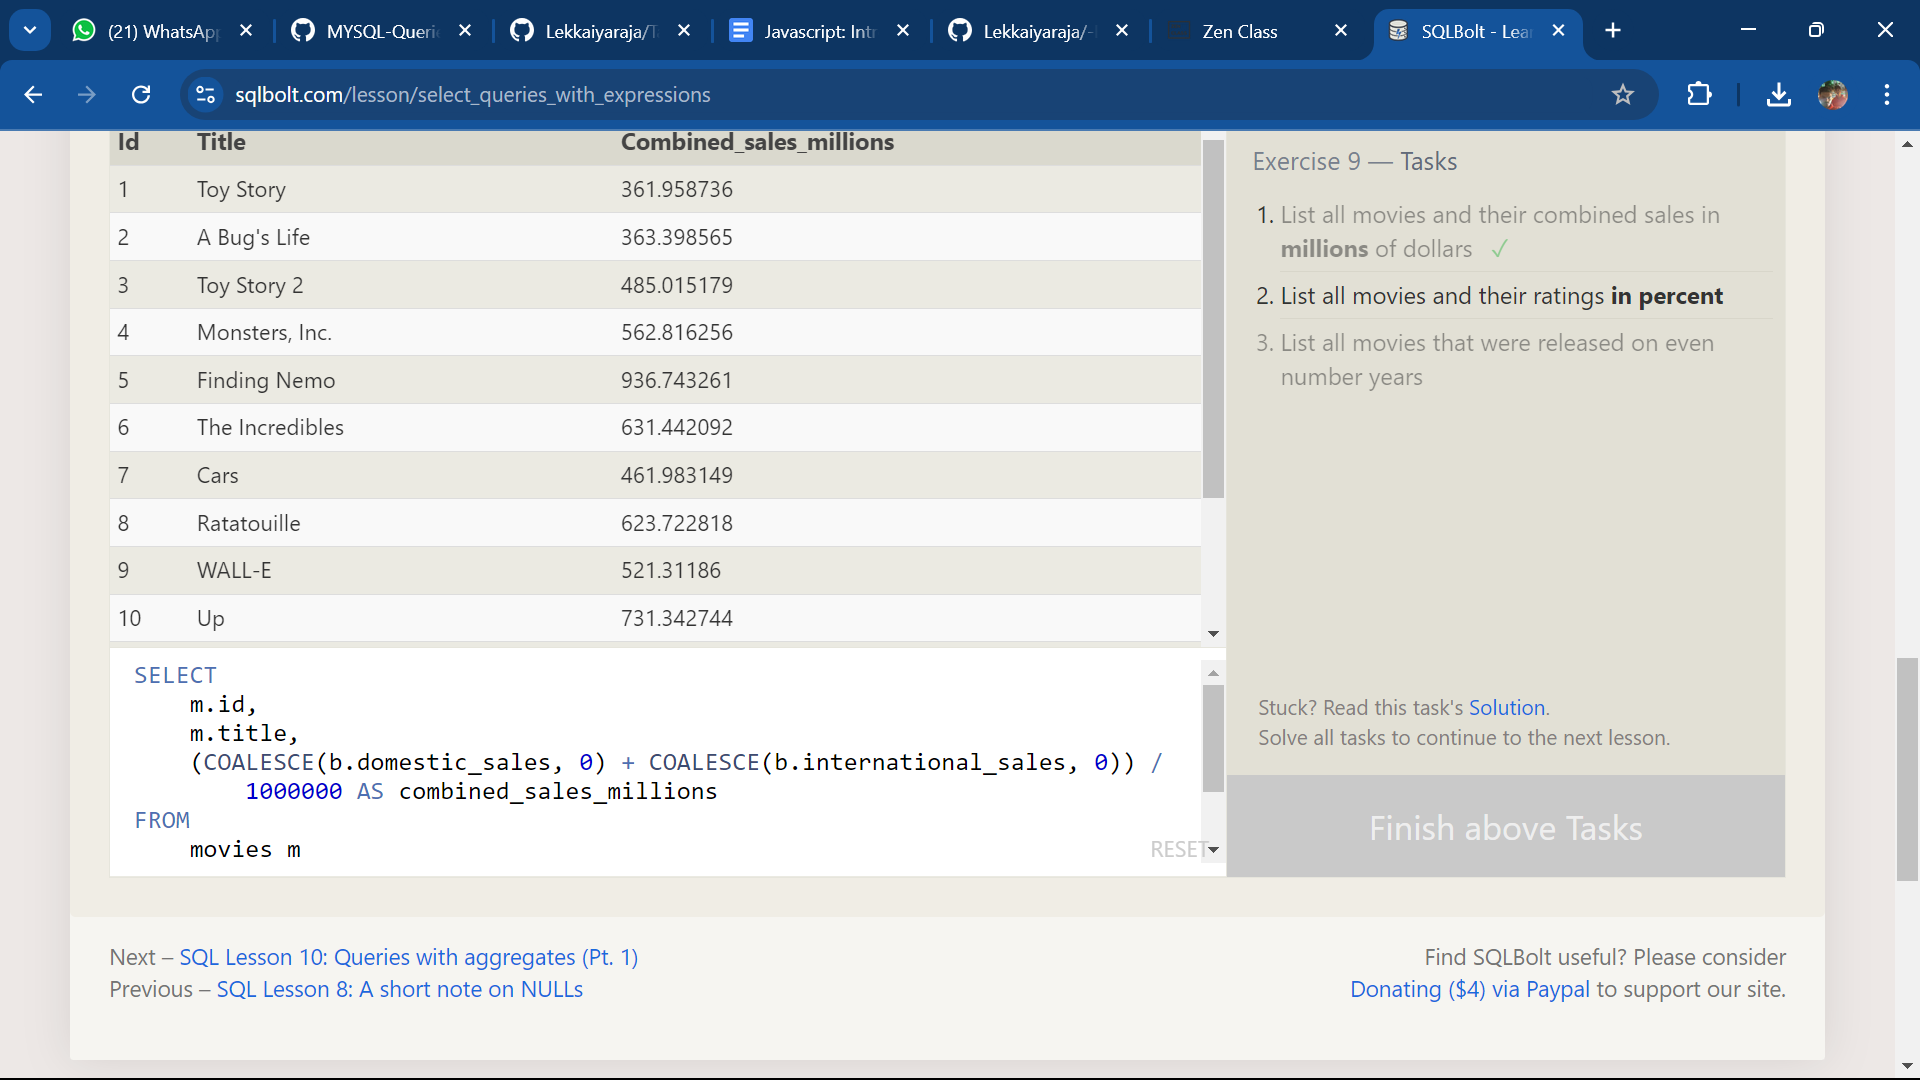 (21) WhatsApp
MYSQL-Queri
Lekkaiyaraja/T
Javascript: Intr
Lekkaiyaraja/-
Zen Class
SQLBolt - Lear
sqlbolt.com/lesson/select_queries_with_expressions
Id Title Combined_sales_millions
1 Toy Story 361.958736
2 A Bug's Life 363.398565
3 Toy Story 2 485.015179
4 Monsters, Inc. 562.816256
5 Finding Nemo 936.743261
6 The Incredibles 631.442092
7 Cars 461.983149
8 Ratatouille 623.722818
9 WALL-E 521.31186
10 Up 731.342744
SELECT
m.id,
m.title,
(COALESCE(b.domestic_sales, 0) + COALESCE(b.international_sales, 0)) /
1000000 AS combined_sales_millions
FROM
movies m
RESET
Exercise 9 — Tasks
1. List all movies and their combined sales in
millions of dollars ✓
2. List all movies and their ratings in percent
3. List all movies that were released on even
number years
Stuck? Read this task's Solution.
Solve all tasks to continue to the next lesson.
Finish above Tasks
Next – SQL Lesson 10: Queries with aggregates (Pt. 1)
Previous – SQL Lesson 8: A short note on NULLs
Find SQLBolt useful? Please consider
Donating ($4) via Paypal to support our site.